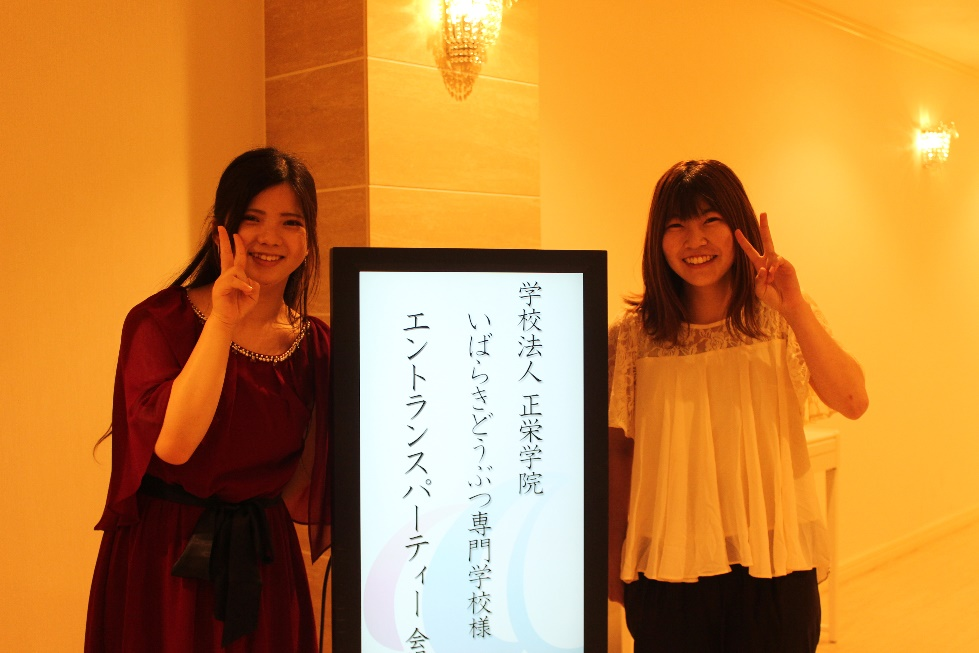 学校法人 正栄学院
いばらきどうぶつ専門学校様
エントランスパーティー会